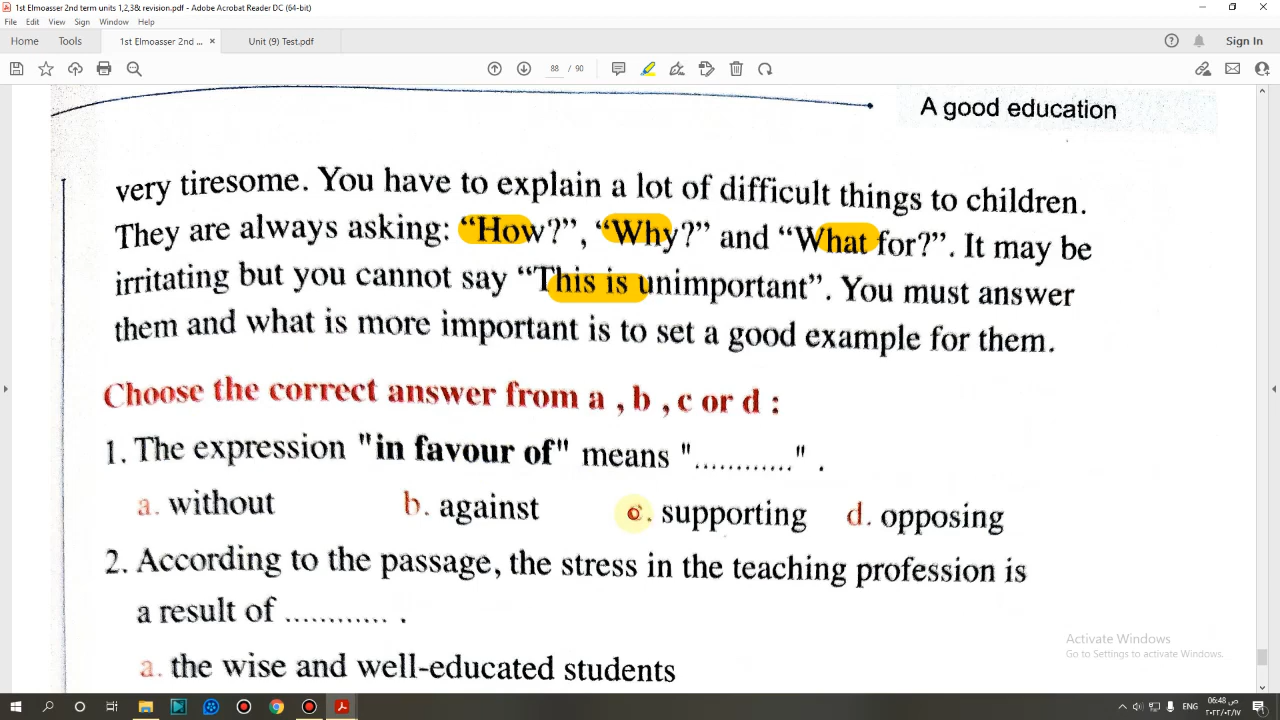 1st Elmoasser 2nd term units 1,2,3& revision.pdf - Adobe Acrobat Reader DC (64-bit)
File Edit View Sign Window Help
Home Tools 1st Elmoasser 2nd ... × Unit (9) Test.pdf Sign In
88 / 90
A good education
very tiresome. You have to explain a lot of difficult things to children.
They are always asking: “How?”, “Why?” and “What for?”. It may be
irritating but you cannot say “This is unimportant”. You must answer
them and what is more important is to set a good example for them.
Choose the correct answer from a , b , c or d :
1. The expression "in favour of" means "............" .
a. without b. against c. supporting d. opposing
2. According to the passage, the stress in the teaching profession is
a result of ............ .
a. the wise and well-educated students
Activate Windows
Go to Settings to activate Windows.
ENG ص 06:48
٢٠٢٢/٠٢/١٧